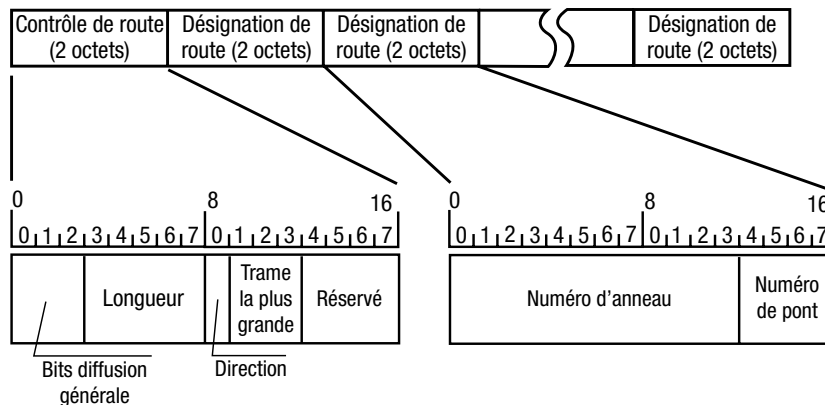 Contrôle de route
(2 octets)
Désignation de
route (2 octets)
Désignation de
route (2 octets)
Désignation de
route (2 octets)
0 8 16
0 1 2 3 4 5 6 7 0 1 2 3 4 5 6 7
Longueur
Trame
la plus
grande
Réservé
Bits diffusion
générale
Direction
0 8 16
0 1 2 3 4 5 6 7 0 1 2 3 4 5 6 7
Numéro d'anneau
Numéro
de pont